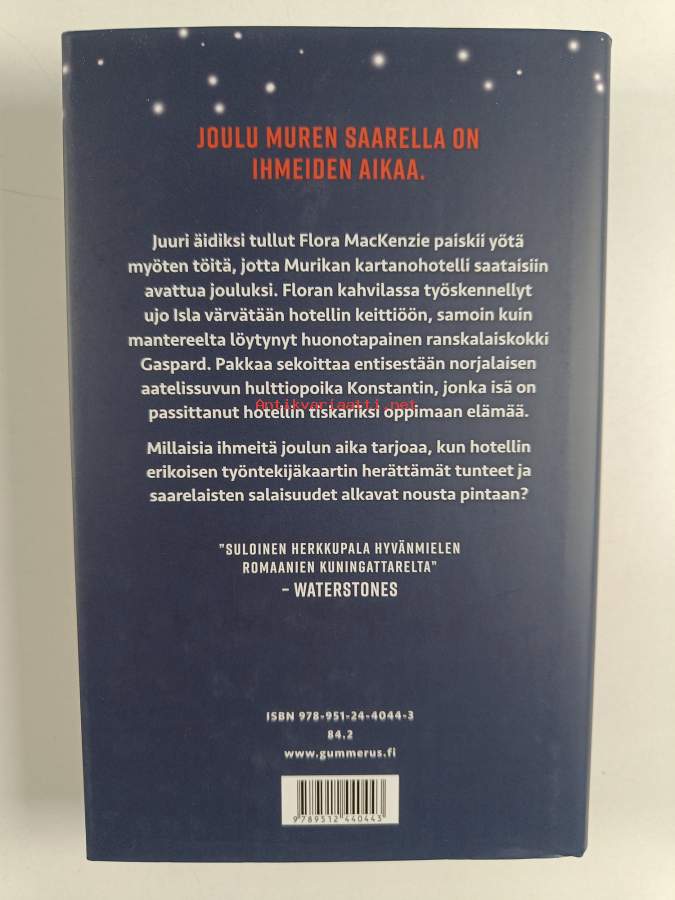 JOULU MUREN SAARELLA ON
IHMEIDEN AIKAA.
Juuri äidiksi tullut Flora MacKenzie paiskii yötä
myöten töitä, jotta Murikan kartanohotelli saataisiin
avattua jouluksi. Floran kahvilassa työskennellyt
ujo Isla värvätään hotellin keittiöön, samoin kuin
mantereelta löytynyt huonotapainen ranskalaiskokki
Gaspard. Pakkaa sekoittaa entisestään norjalaisen
aatelissuvun hulttiopoika Konstantin, jonka isä on
passittanut hotellin tiskariksi oppimaan elämää.
Antikvariaatti.net
Millaisia ihmeitä joulun aika tarjoaa, kun hotellin
erikoisen työntekijäkaartin herättämät tunteet ja
saarelaisten salaisuudet alkavat nousta pintaan?
"SULOINEN HERKKUPALA HYVÄNMIELEN
ROMAANIEN KUNINGATTARELTA"
– WATERSTONES
ISBN 978-951-24-4044-3
84.2
www.gummerus.fi
9 789512 440443